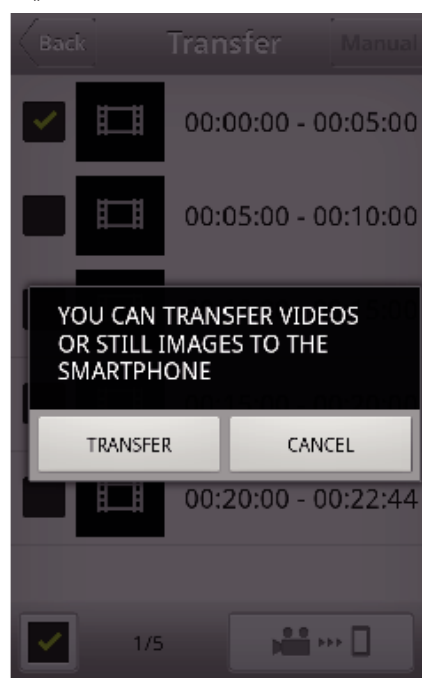 Back Transfer Manual
00:00:00 - 00:05:00
00:05:00 - 00:10:00
YOU CAN TRANSFER VIDEOS
OR STILL IMAGES TO THE
SMARTPHONE
TRANSFER CANCEL
00:20:00 - 00:22:44
1/5